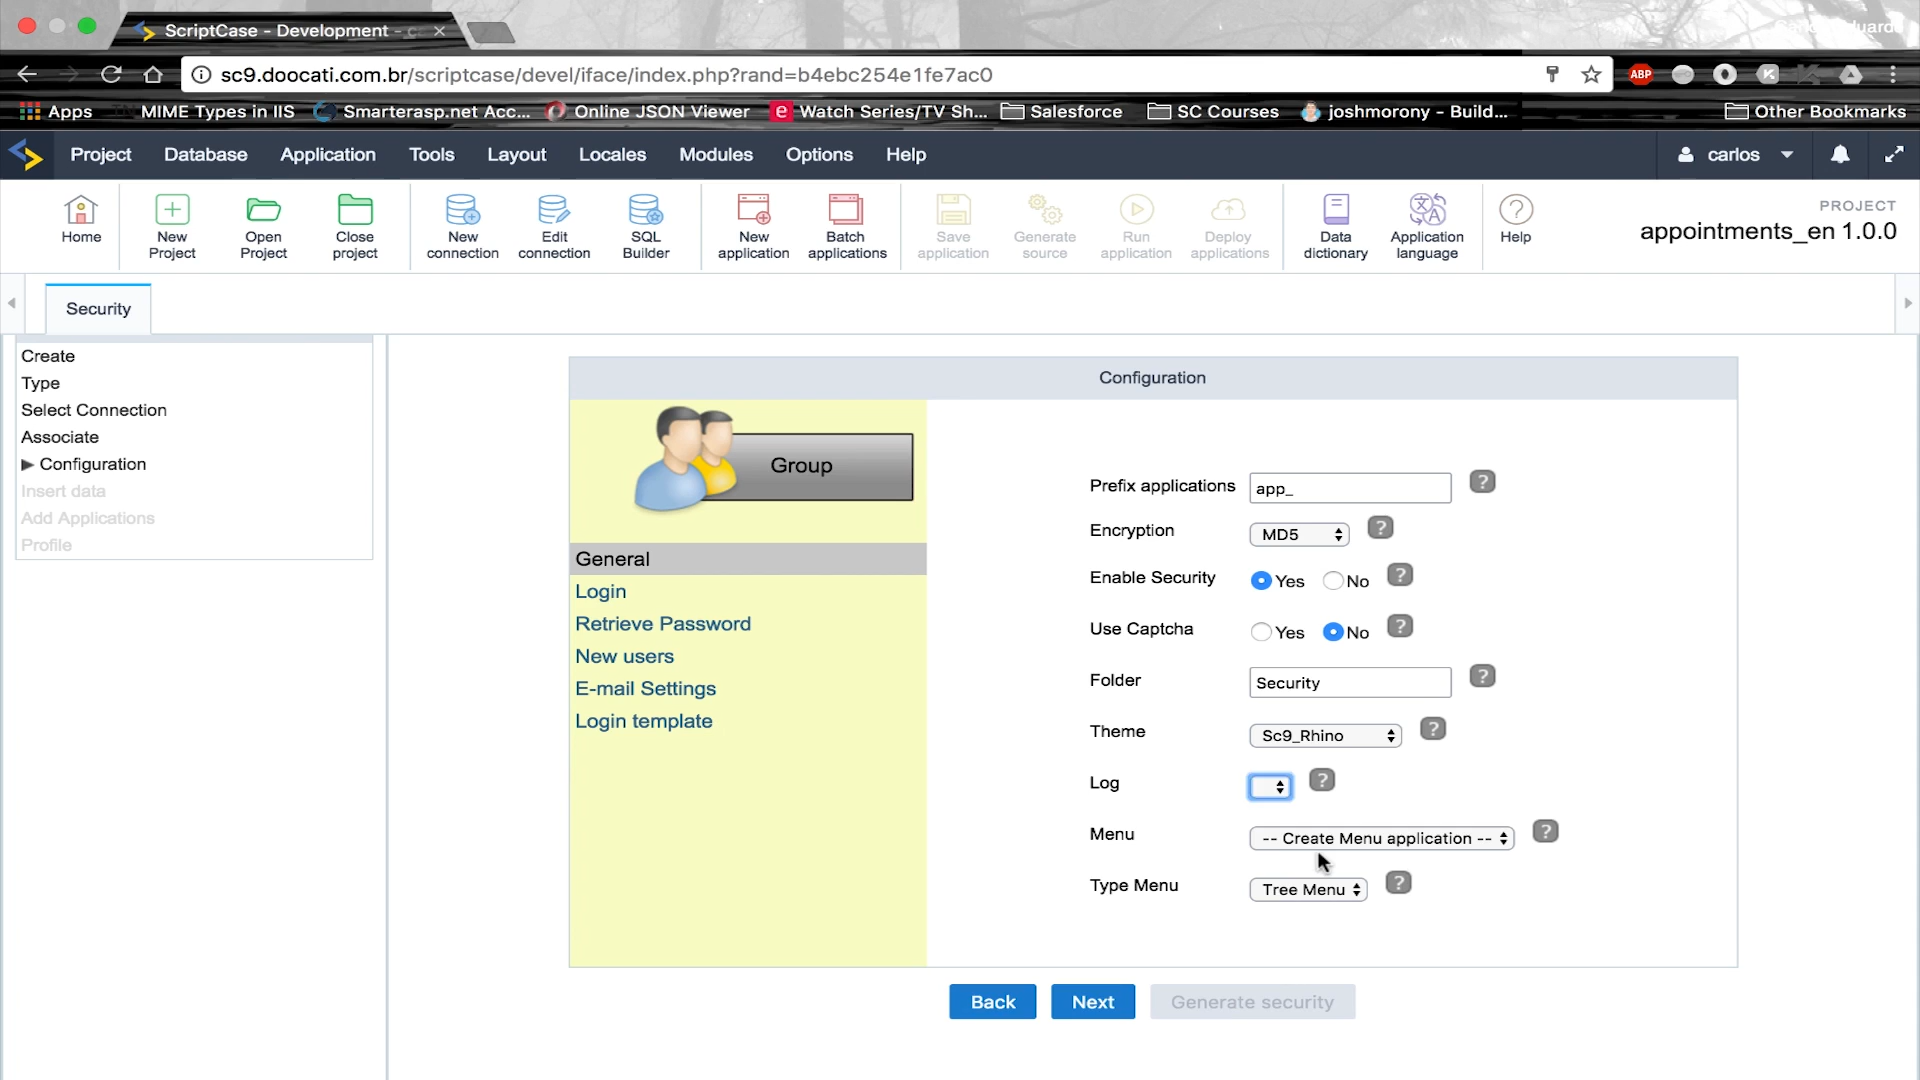 ScriptCase - Development - c
sc9.doocati.com.br/scriptcase/devel/iface/index.php?rand=b4ebc254e1fe7ac0
ABP
Apps
MIME Types in IIS
Smarterasp.net Acc...
Online JSON Viewer
Watch Series/TV Sh...
Salesforce
SC Courses
joshmorony - Build...
Other Bookmarks
Project
Database
Application
Tools
Layout
Locales
Modules
Options
Help
carlos
Home
New
Project
Open
Project
Close
project
New
connection
Edit
connection
SQL
Builder
New
application
Batch
applications
Save
application
Generate
source
Run
application
Deploy
applications
Data
dictionary
Application
language
Help
PROJECT
appointments_en 1.0.0
Security
Create
Type
Select Connection
Associate
Configuration
Insert data
Add Applications
Profile
Configuration
Group
General
Login
Retrieve Password
New users
E-mail Settings
Login template
Prefix applications app_ ?
Encryption MD5 ?
Enable Security Yes No ?
Use Captcha Yes No ?
Folder Security ?
Theme Sc9_Rhino ?
Log ?
Menu -- Create Menu application -- ?
Type Menu Tree Menu ?
Back
Next
Generate security